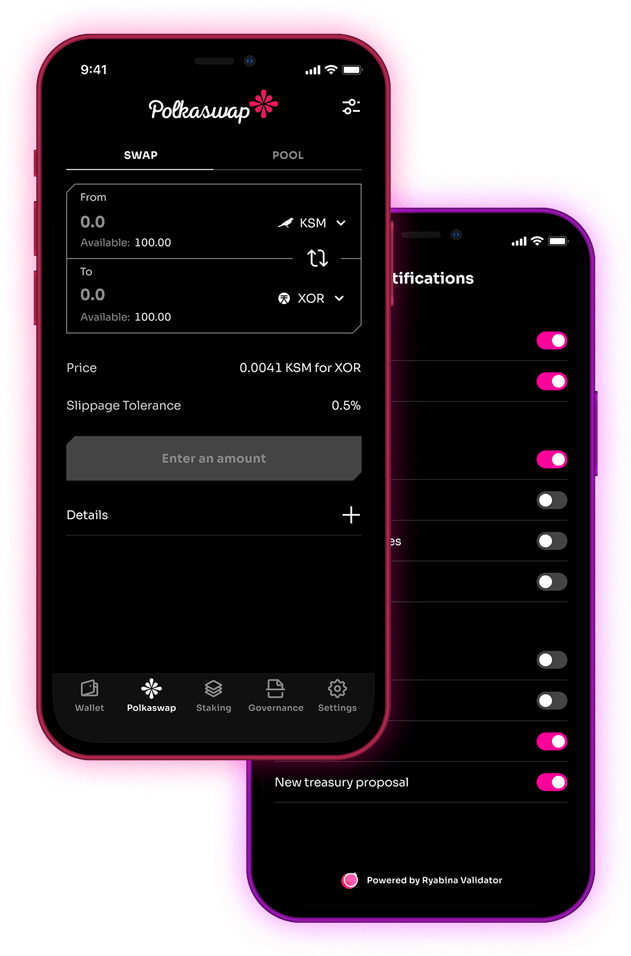 9:41
Polkaswap
SWAP POOL
From
0.0 KSM
Available: 100.00
To
0.0 XOR
Available: 100.00
Price 0.0041 KSM for XOR
Slippage Tolerance 0.5%
Enter an amount
Details
Wallet Polkaswap Staking Governance Settings
tifications
es
New treasury proposal
Powered by Ryabina Validator